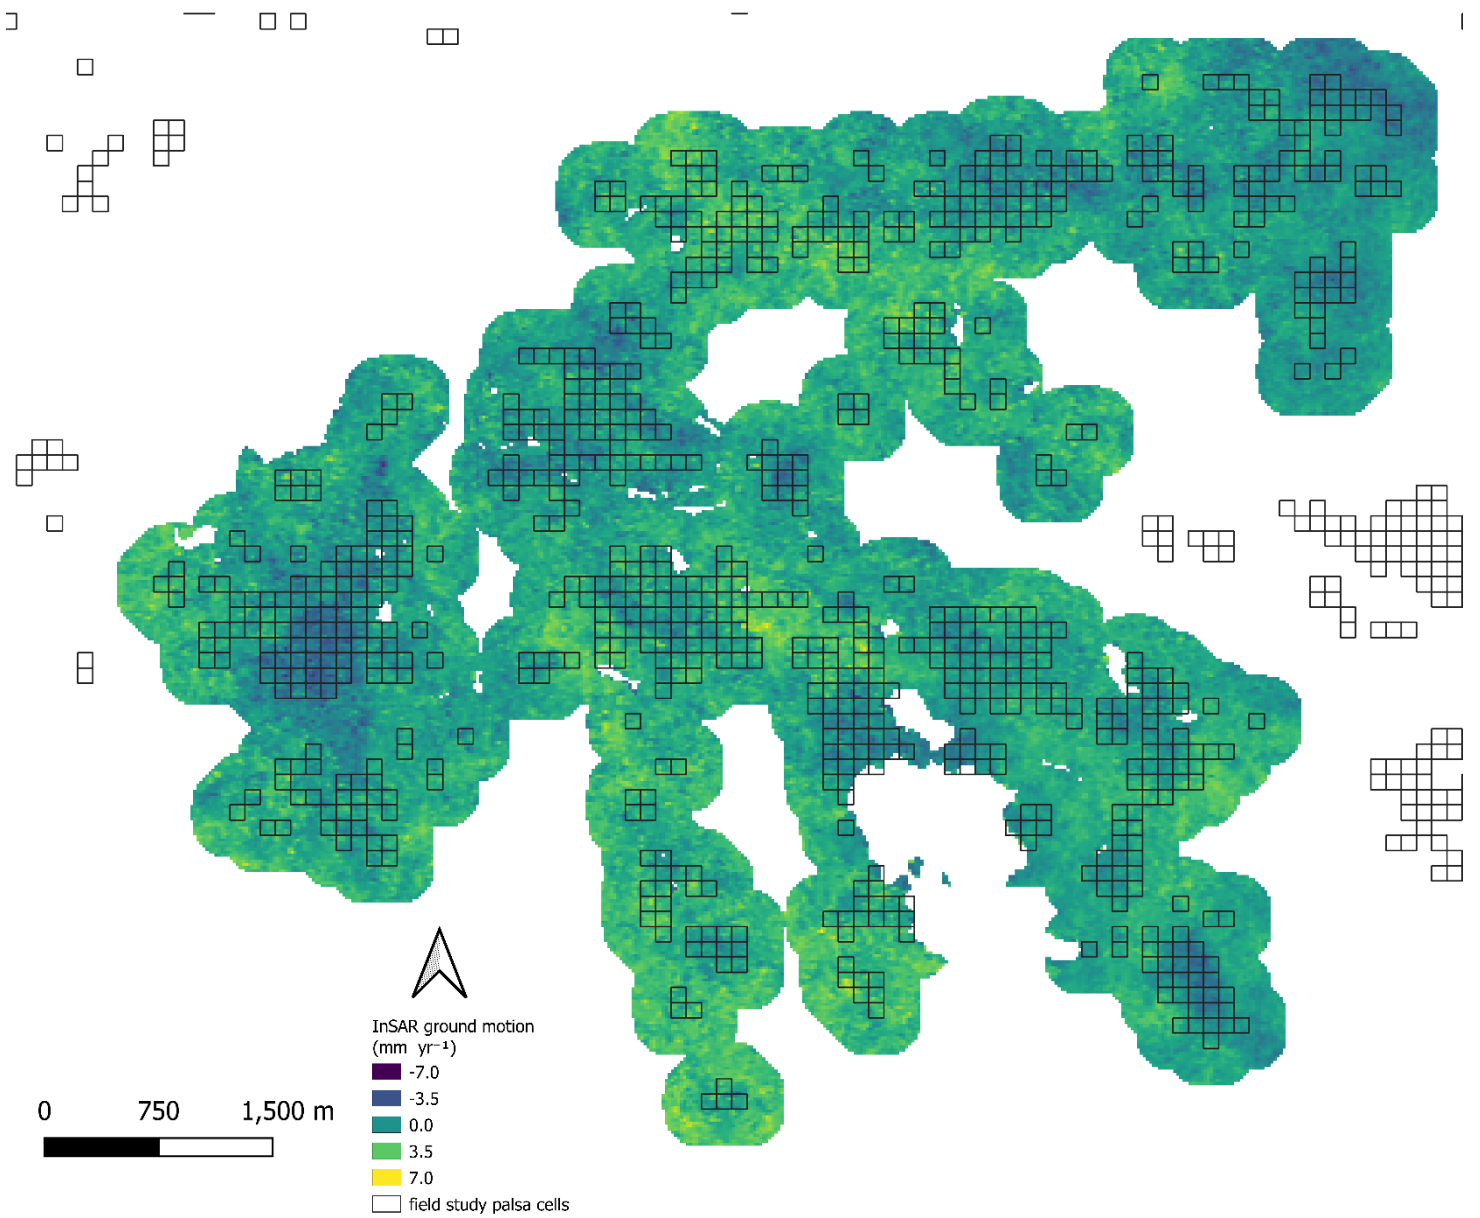 InSAR ground motion
(mm yr⁻¹)
-7.0
-3.5
0.0
3.5
7.0
field study palsa cells
0 750 1,500 m